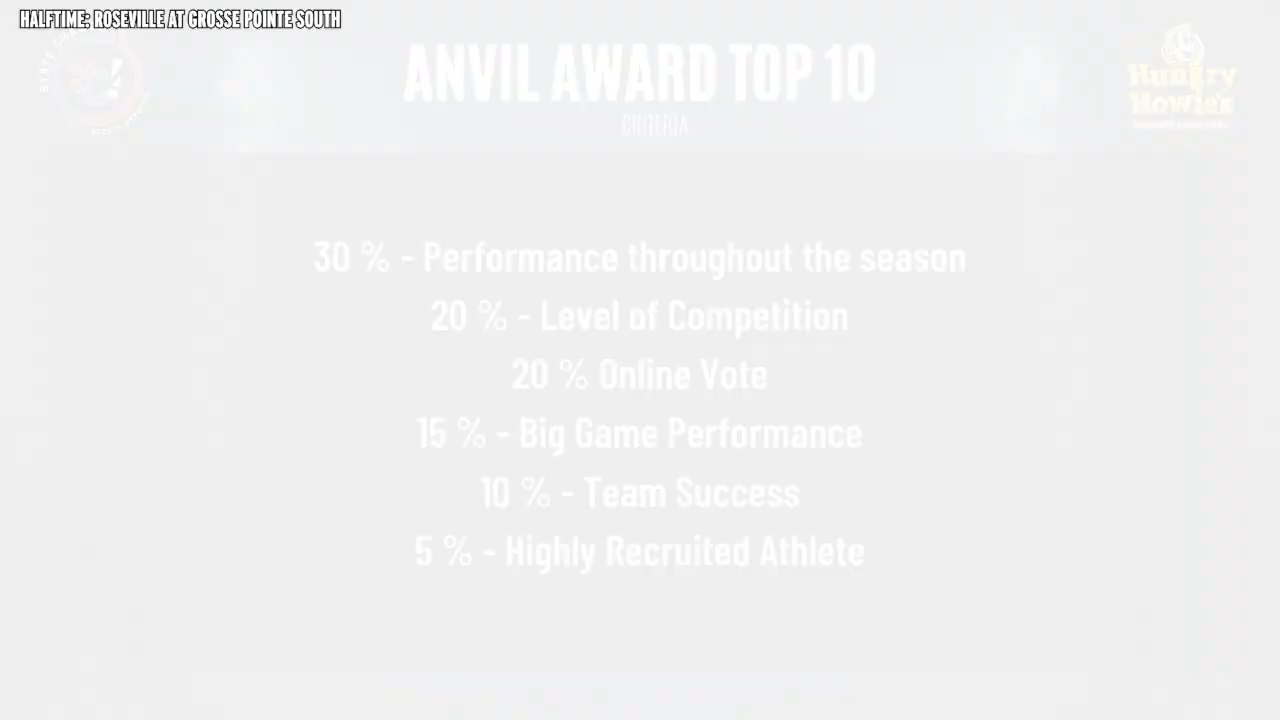 HALFTIME: ROSEVILLE AT GROSSE POINTE SOUTH
ANVIL AWARD TOP 10
CRITERIA
Hungry
Howie's
30 % - Performance throughout the season
20 % - Level of Competition
20 % Online Vote
15 % - Big Game Performance
10 % - Team Success
5 % - Highly Recruited Athlete